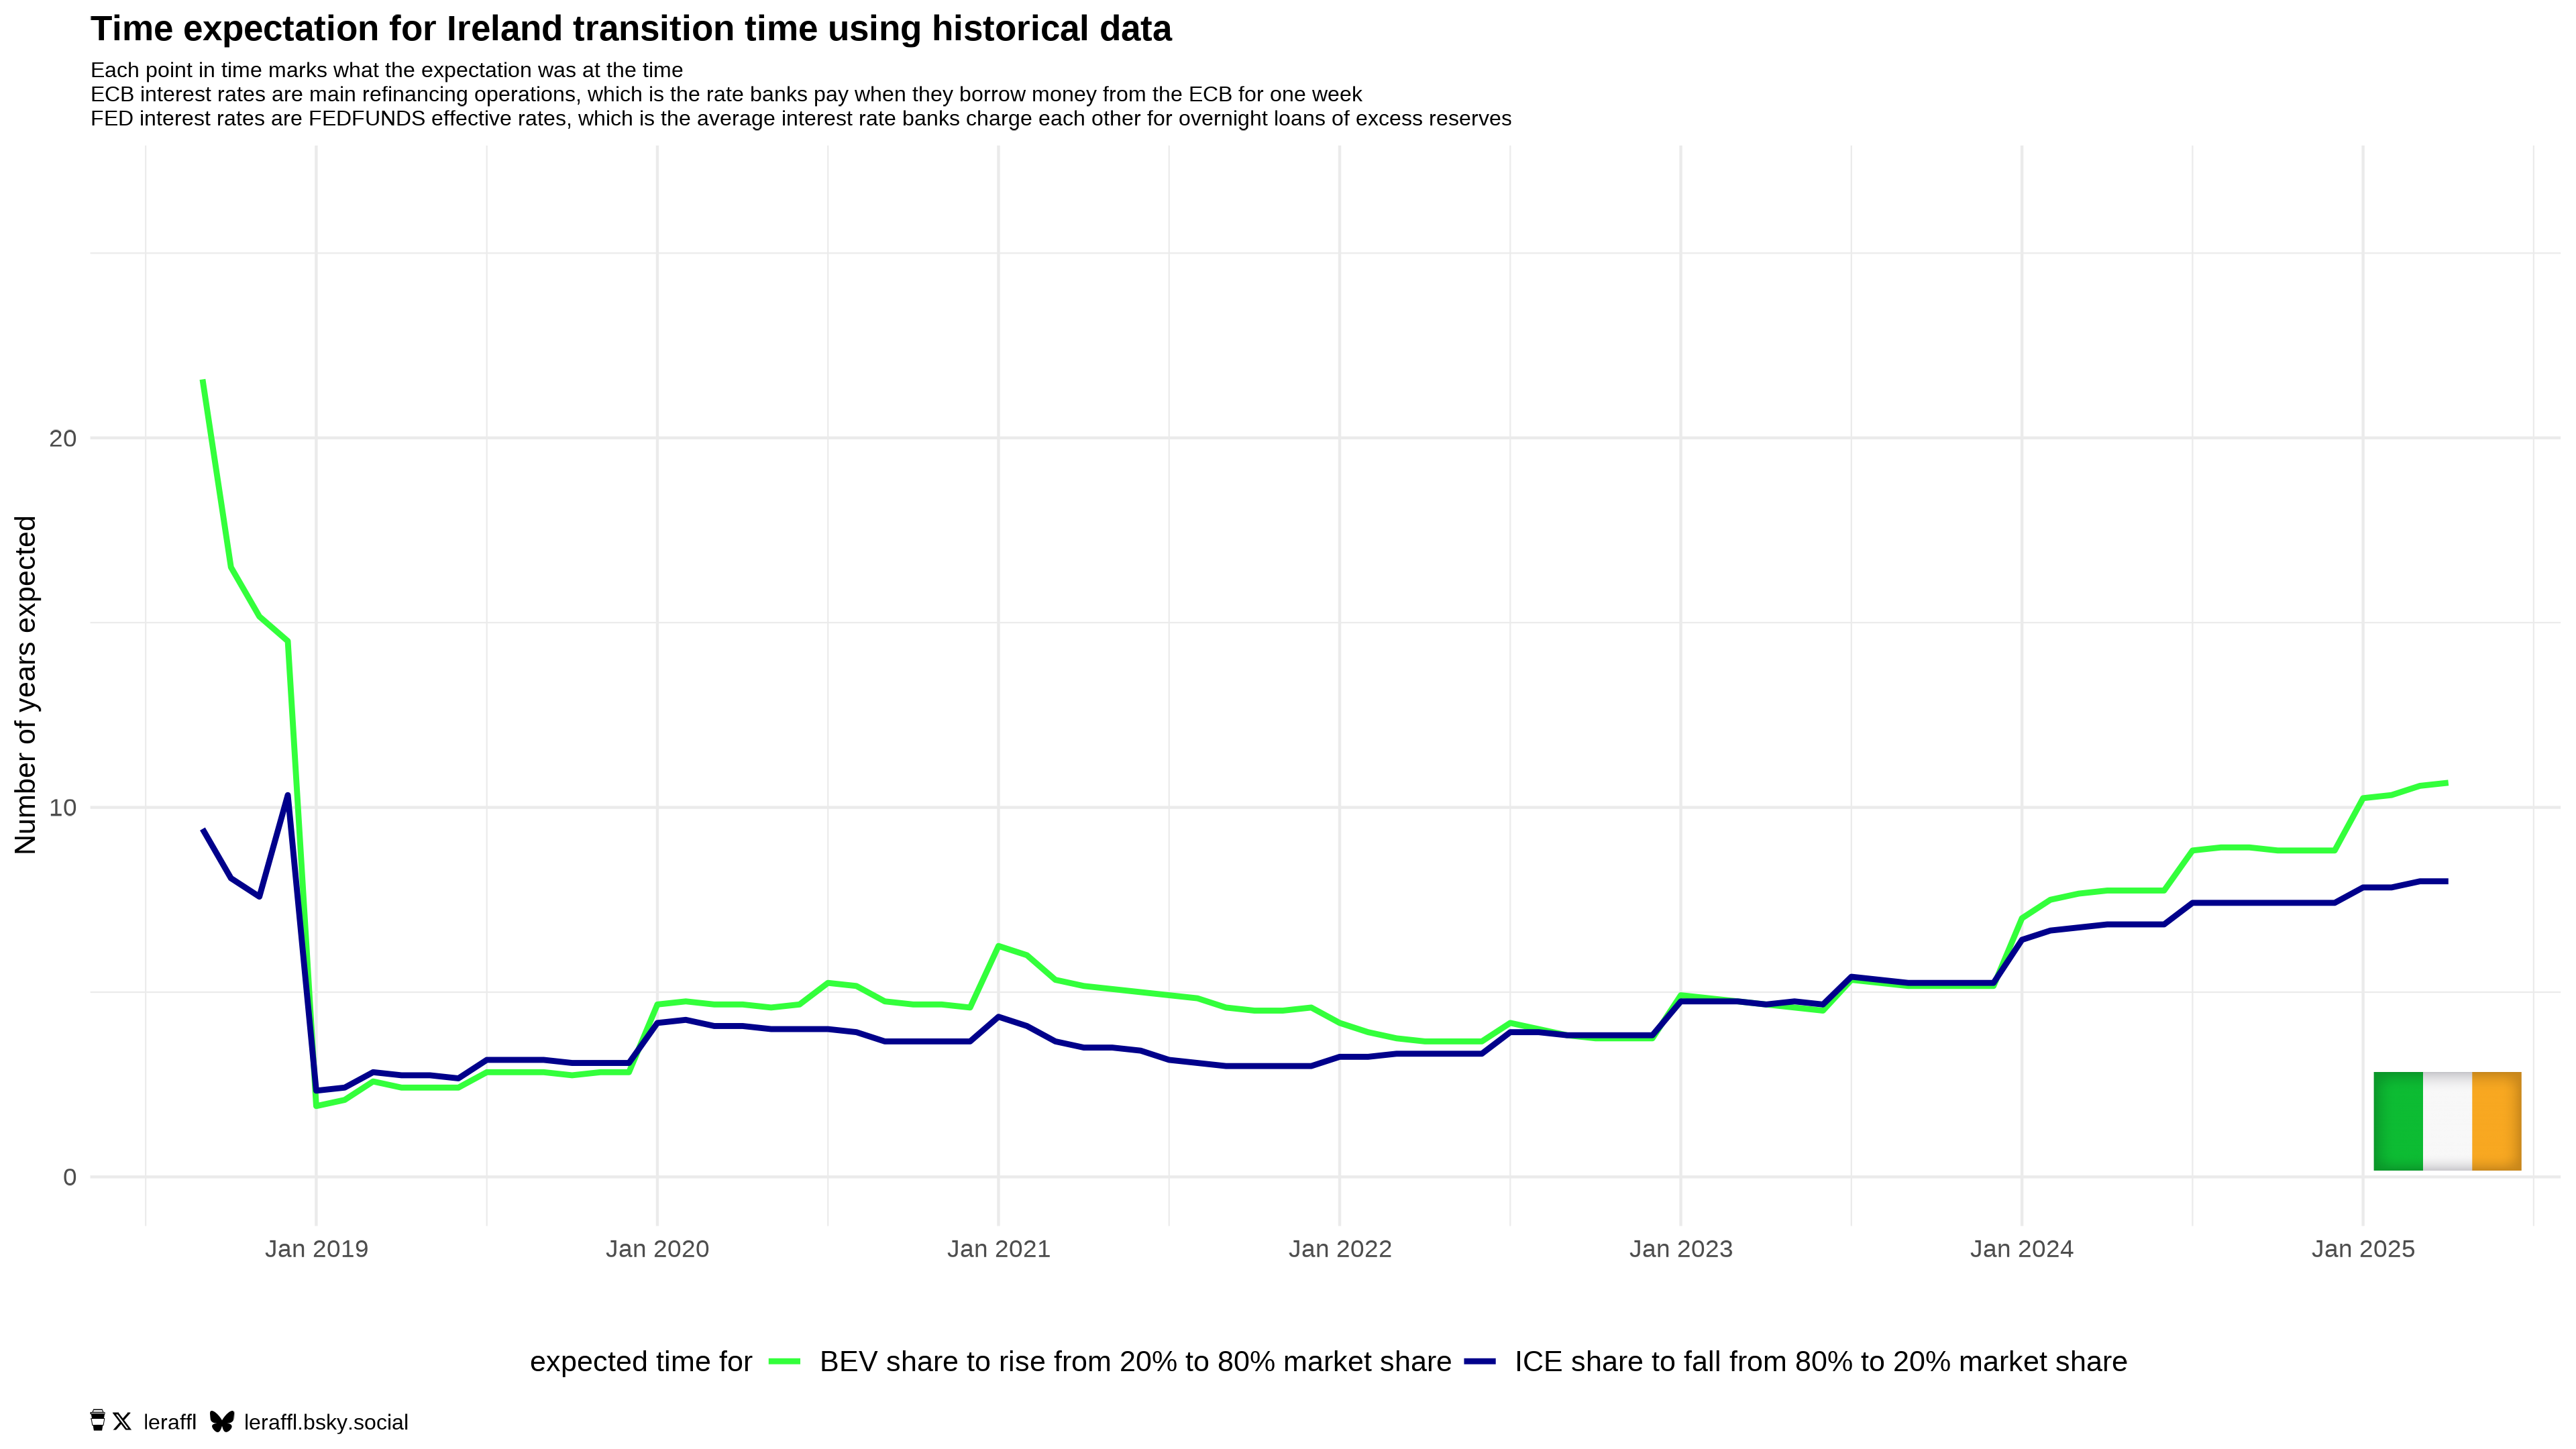 Time expectation for Ireland transition time using historical data
Each point in time marks what the expectation was at the time
ECB interest rates are main refinancing operations, which is the rate banks pay when they borrow money from the ECB for one week
FED interest rates are FEDFUNDS effective rates, which is the average interest rate banks charge each other for overnight loans of excess reserves
Number of years expected
20
10
0
Jan 2019 Jan 2020 Jan 2021 Jan 2022 Jan 2023 Jan 2024 Jan 2025
expected time for BEV share to rise from 20% to 80% market share ICE share to fall from 80% to 20% market share
leraffl leraffl.bsky.social